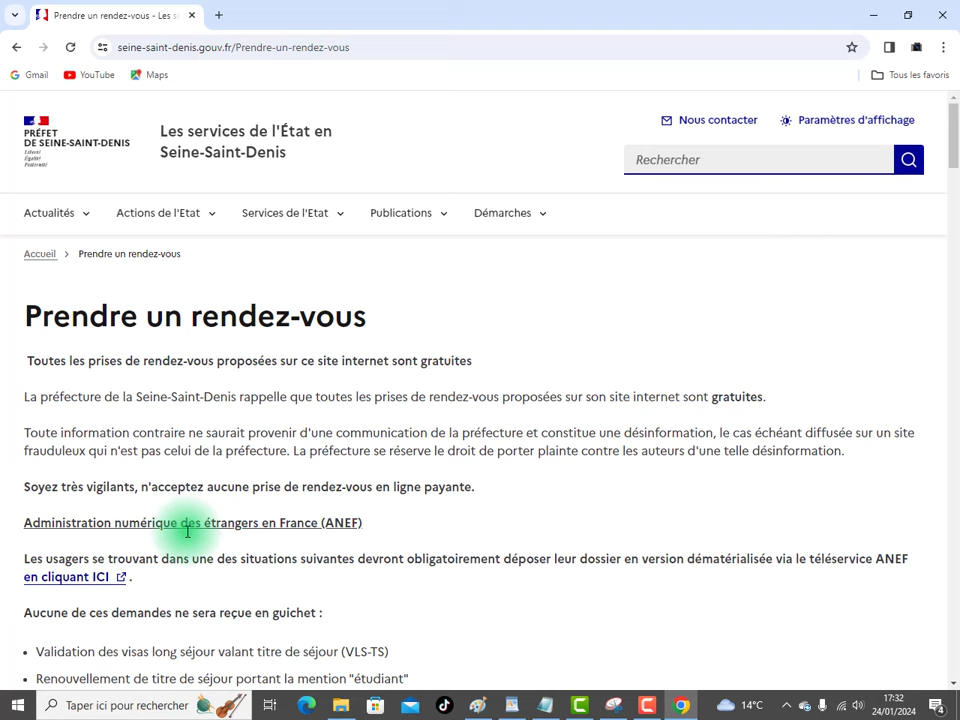 Prendre un rendez-vous - Les se
seine-saint-denis.gouv.fr/Prendre-un-rendez-vous
Gmail
YouTube
Maps
Tous les favoris
PRÉFET
DE SEINE-SAINT-DENIS
Liberté
Égalité
Fraternité
Les services de l'État en
Seine-Saint-Denis
Nous contacter
Paramètres d'affichage
Rechercher
Actualités
Actions de l'Etat
Services de l'Etat
Publications
Démarches
Accueil > Prendre un rendez-vous
Prendre un rendez-vous
Toutes les prises de rendez-vous proposées sur ce site internet sont gratuites
La préfecture de la Seine-Saint-Denis rappelle que toutes les prises de rendez-vous proposées sur son site internet sont gratuites.
Toute information contraire ne saurait provenir d'une communication de la préfecture et constitue une désinformation, le cas échéant diffusée sur un site
frauduleux qui n'est pas celui de la préfecture. La préfecture se réserve le droit de porter plainte contre les auteurs d'une telle désinformation.
Soyez très vigilants, n'acceptez aucune prise de rendez-vous en ligne payante.
Administration numérique des étrangers en France (ANEF)
Les usagers se trouvant dans une des situations suivantes devront obligatoirement déposer leur dossier en version dématérialisée via le téléservice ANEF
en cliquant ICI .
Aucune de ces demandes ne sera reçue en guichet :
• Validation des visas long séjour valant titre de séjour (VLS-TS)
• Renouvellement de titre de séjour portant la mention "étudiant"
Taper ici pour rechercher
14°C
17:32
24/01/2024
4